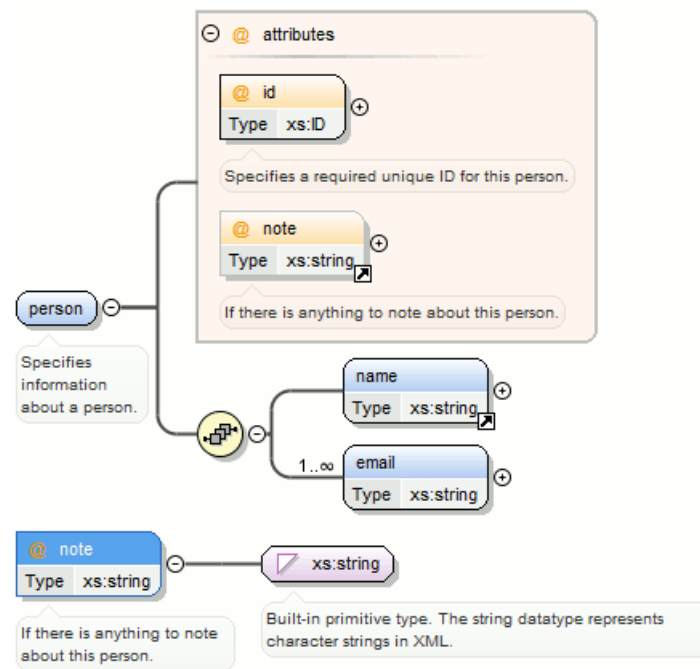 @ attributes
@ id
Type xs:ID
Specifies a required unique ID for this person.
@ note
Type xs:string
If there is anything to note about this person.
person
Specifies
information
about a person.
name
Type xs:string
1..∞
email
Type xs:string
@ note
Type xs:string
xs:string
If there is anything to note
about this person.
Built-in primitive type. The string datatype represents
character strings in XML.